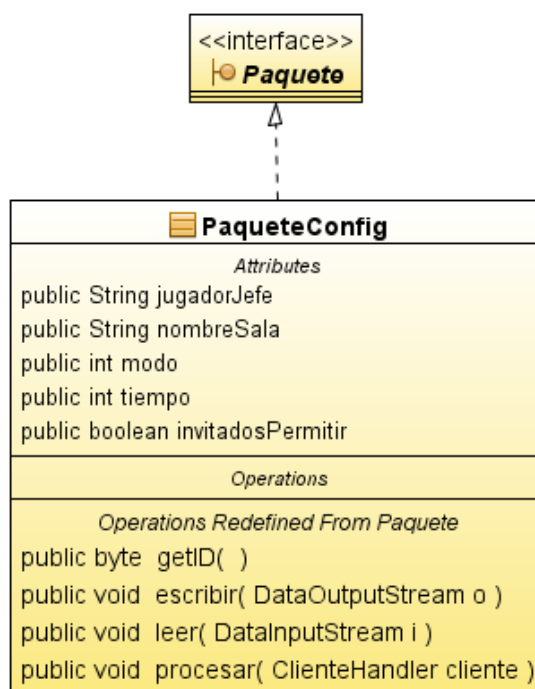 <<interface>>
Paquete
PaqueteConfig
Attributes
public String jugadorJefe
public String nombreSala
public int modo
public int tiempo
public boolean invitadosPermitir
Operations
Operations Redefined From Paquete
public byte getID( )
public void escribir( DataOutputStream o )
public void leer( DataInputStream i )
public void procesar( ClienteHandler cliente )